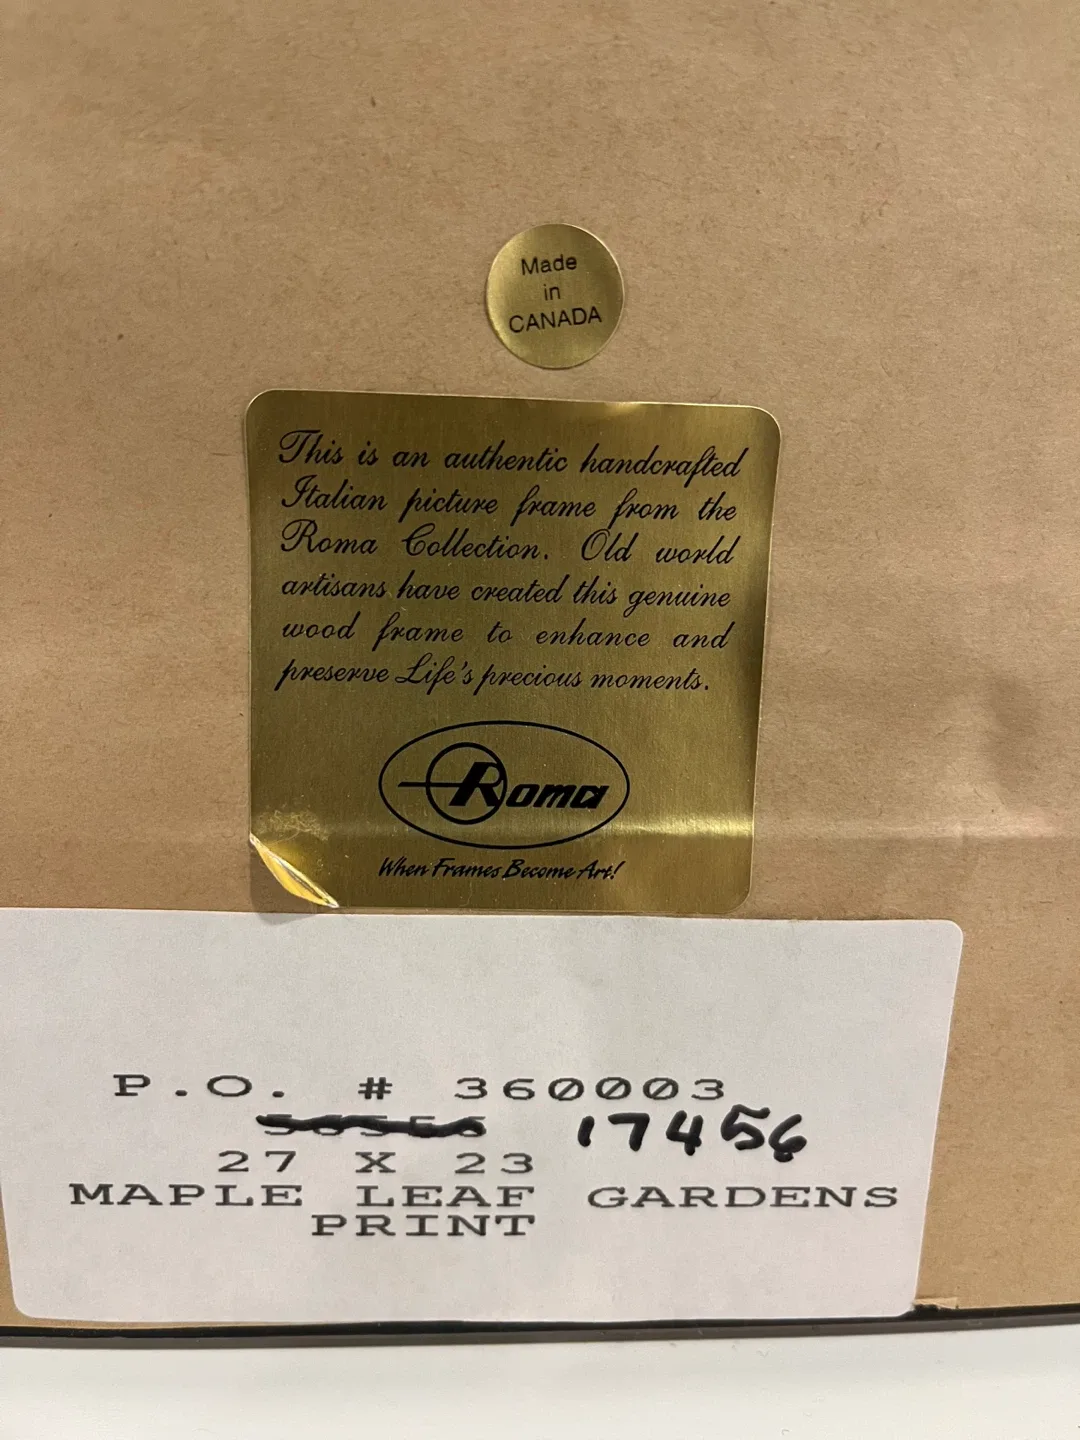 Made
in
CANADA
This is an authentic handcrafted
Italian picture frame from the
Roma Collection. Old world
artisans have created this genuine
wood frame to enhance and
preserve Life's precious moments.
Roma
When Frames Become Art!
P.O. # 360003
17456
27 X 23
MAPLE LEAF GARDENS
PRINT